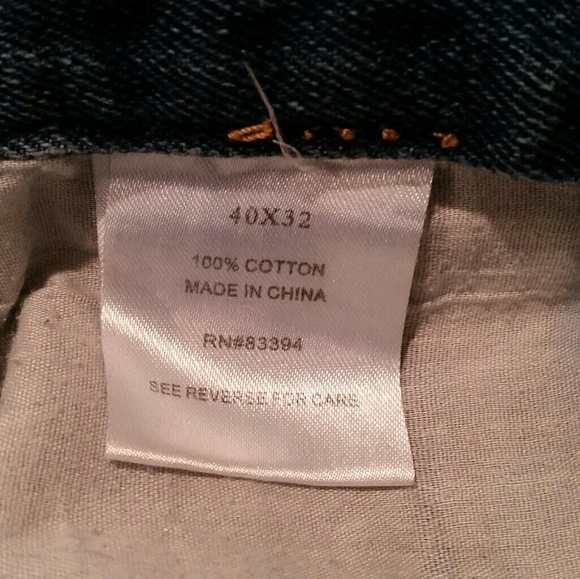 40X32
100% COTTON
MADE IN CHINA
RN#83394
SEE REVERSE FOR CARE